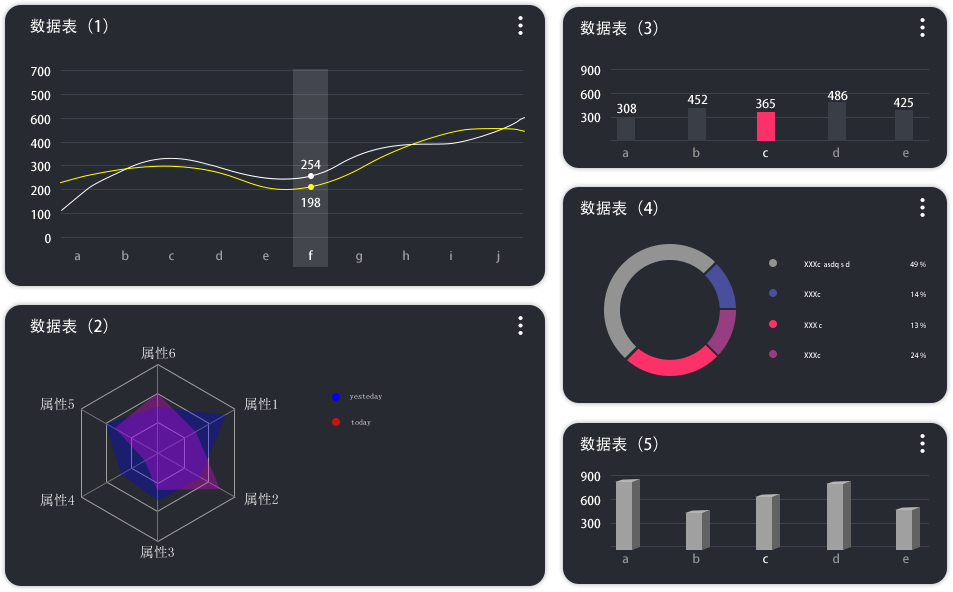 数据表（1）
700
500
600
400
300
200
100
0
254
198
a b c d e f g h i j
数据表（2）
属性6
属性5
属性1
属性4
属性2
属性3
yesteday
today
数据表（3）
900
600
300
308
452
365
486
425
a b c d e
数据表（4）
XXXc asdq s d 49 %
XXXc 14 %
XXX c 13 %
XXXc 24 %
数据表（5）
900
600
300
a b c d e